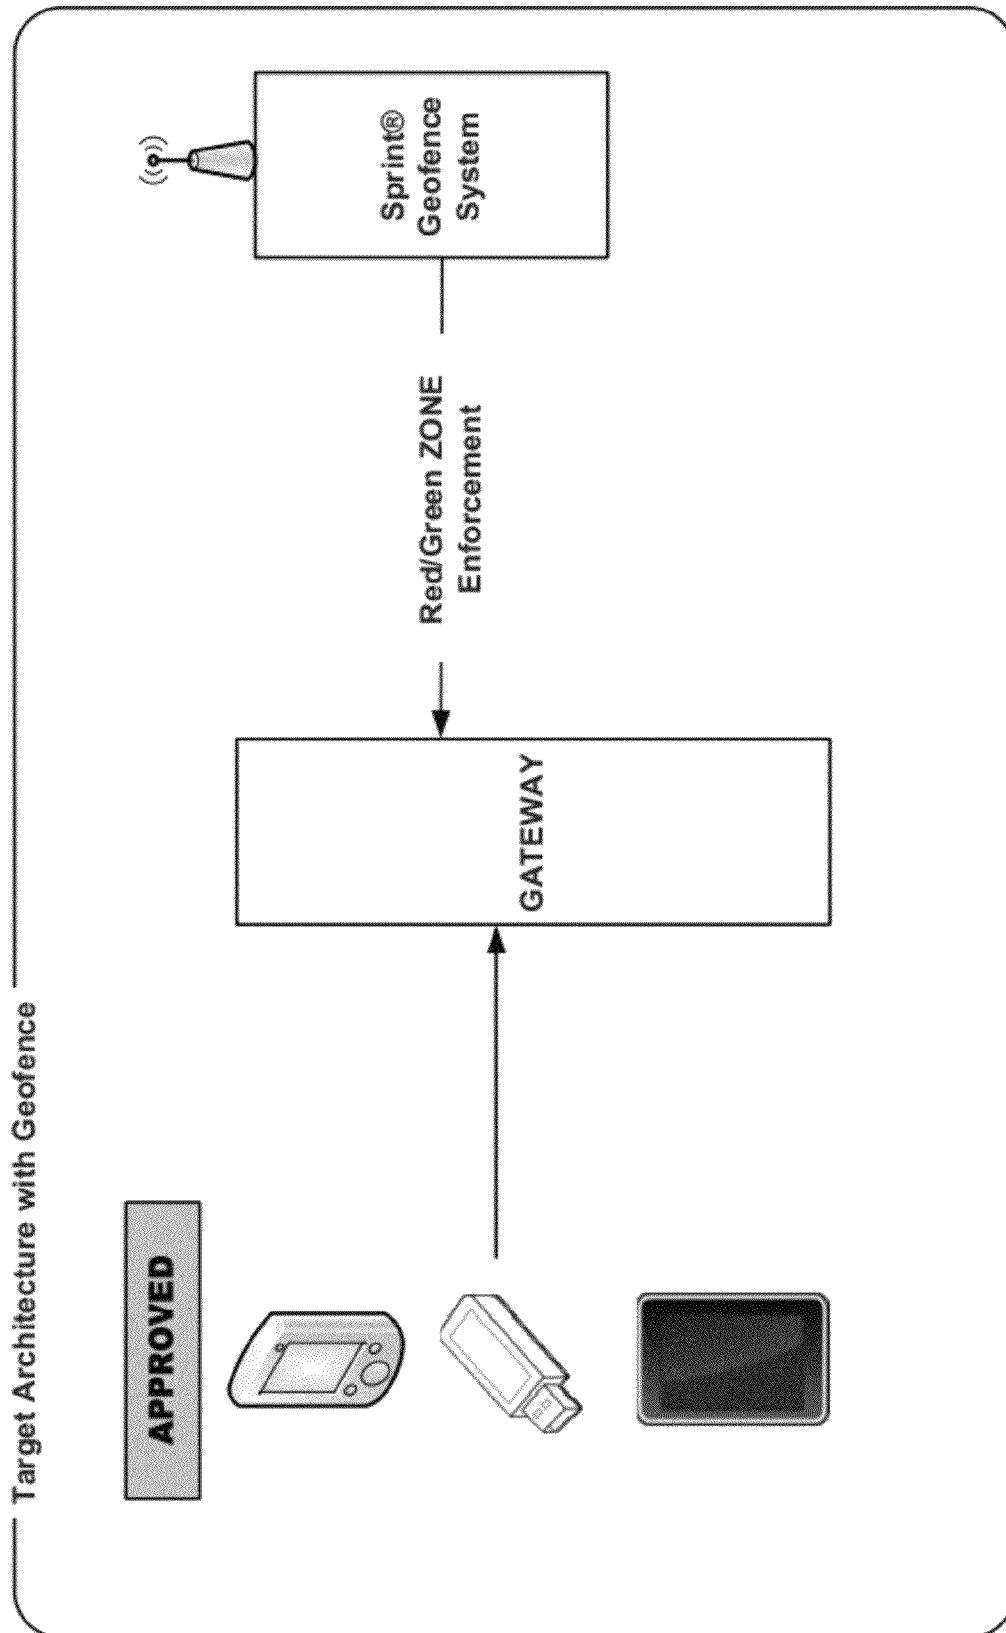 Target Architecture with Geofence
APPROVED
GATEWAY
Red/Green ZONE
Enforcement
Sprint®
Geofence
System